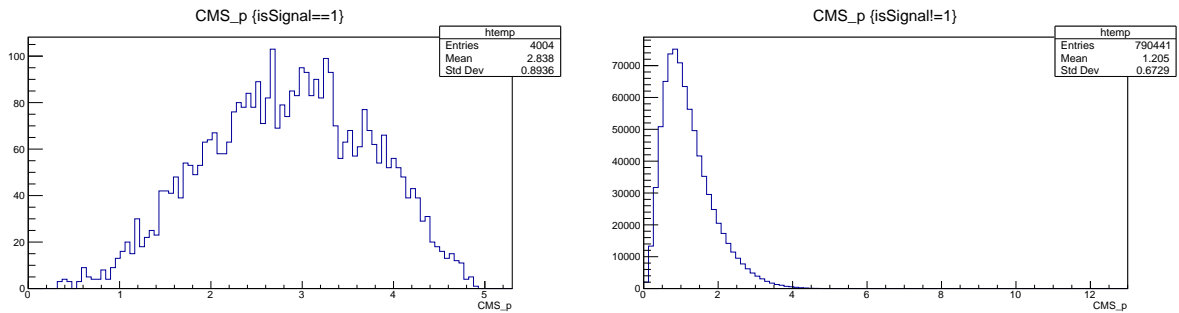 CMS_p {isSignal==1}
htemp
Entries 4004
Mean 2.838
Std Dev 0.8936
100
80
60
40
20
0
0 1 2 3 4 5
CMS_p
CMS_p {isSignal!=1}
htemp
Entries 790441
Mean 1.205
Std Dev 0.6729
70000
60000
50000
40000
30000
20000
10000
0
0 2 4 6 8 10 12
CMS_p